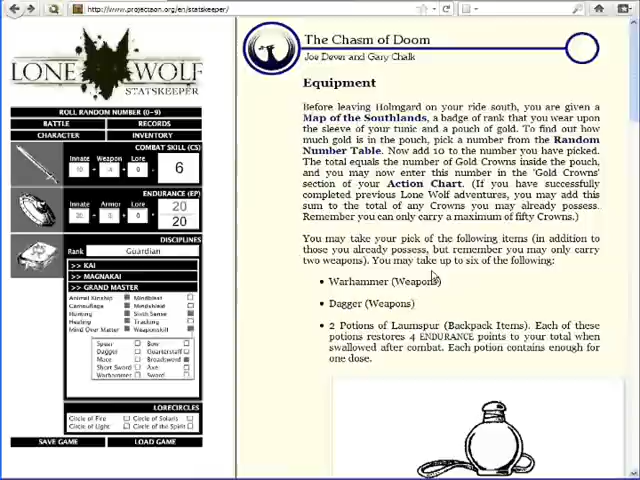 http://www.projectaon.org/en/statskeeper/
LONE WOLF
STATSKEEPER
ROLL RANDOM NUMBER (0-9)
BATTLE RECORDS
CHARACTER INVENTORY
COMBAT SKILL (CS)
Innate Weapon Lore
6
ENDURANCE (EP)
Innate Armor Lore
20
20
DISCIPLINES
Rank Guardian
>> KAI
>> MAGNAKAI
>> GRAND MASTER
Animal Kinship Mindblast
Camouflage Mindshield
Hunting Sixth Sense
Healing Tracking
Mind Over Matter Weaponskill
Spear Bow
Dagger Quarterstaff
Mace Broadsword
Short Sword Axe
Warhammer Sword
LORECIRCLES
Circle of Fire Circle of Solaris
Circle of Light Circle of the Spirit
SAVE GAME LOAD GAME
The Chasm of Doom
Joe Dever and Gary Chalk
Equipment
Before leaving Holmgard on your ride south, you are given a
Map of the Southlands, a badge of rank that you wear upon
the sleeve of your tunic and a pouch of gold. To find out how
much gold is in the pouch, pick a number from the Random
Number Table. Now add 10 to the number you have picked.
The total equals the number of Gold Crowns inside the pouch,
and you may now enter this number in the 'Gold Crowns'
section of your Action Chart. (If you have successfully
completed previous Lone Wolf adventures, you may add this
sum to the total of any Crowns you may already possess.
Remember you can only carry a maximum of fifty Crowns.)
You may take your pick of the following items (in addition to
those you already possess, but remember you may only carry
two weapons). You may take up to six of the following:
• Warhammer (Weapons)
• Dagger (Weapons)
• 2 Potions of Laumspur (Backpack Items). Each of these
potions restores 4 ENDURANCE points to your total when
swallowed after combat. Each potion contains enough for
one dose.